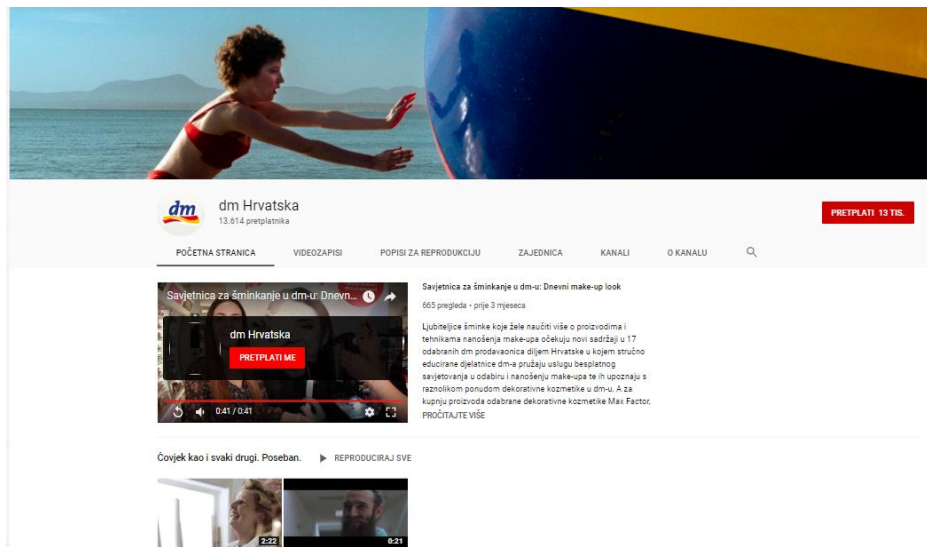 dm
dm Hrvatska
13.614 pretplatnika
PRETPLATI 13 TIS.
POČETNA STRANICA
VIDEOZAPISI
POPISI ZA REPRODUKCIJU
ZAJEDNICA
KANALI
O KANALU
Savjetnica za šminkanje u dm-u: Dnevn...
dm Hrvatska
PRETPLATI ME
0:41 / 0:41
Savjetnica za šminkanje u dm-u: Dnevni make-up look
665 pregleda • prije 3 mjeseca
Ljubiteljice šminke koje žele naučiti više o proizvodima i
tehnikama nanošenja make-upa očekuju novi sadržaji u 17
odabranih dm prodavaonica diljem Hrvatske u kojem stručno
educirane djelatnice dm-a pružaju uslugu besplatnog
savjetovanja u odabiru i nanošenju make-upa te ih upoznaju s
raznolikom ponudom dekorativne kozmetike u dm-u. A za
kupnju proizvoda odabrane dekorativne kozmetike Max Factor,
PROČITAJTE VIŠE
Čovjek kao i svaki drugi. Poseban.
REPRODUCIRAJ SVE
2:22
0:21